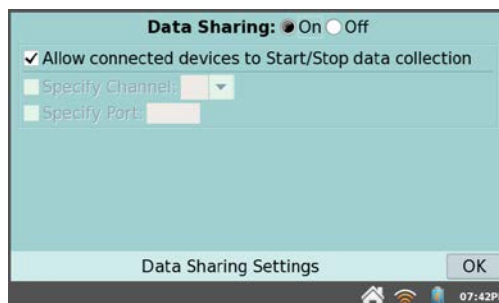 Data Sharing: On Off
Allow connected devices to Start/Stop data collection
Specify Channel:
Specify Port:
Data Sharing Settings OK
07:42P